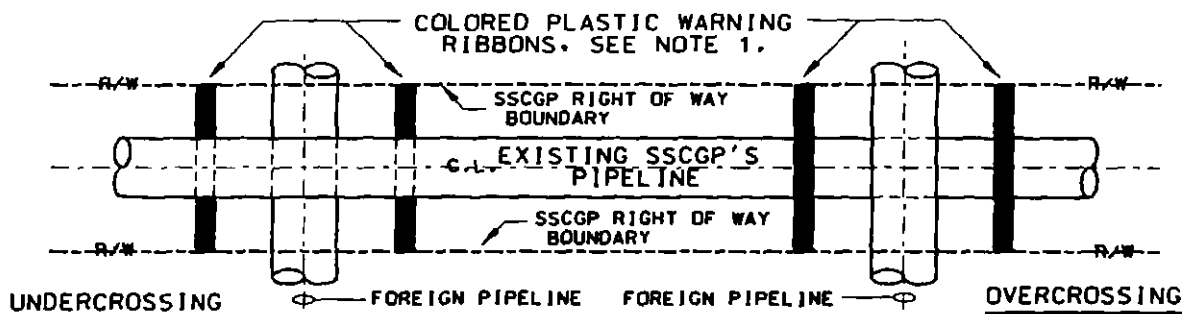 COLORED PLASTIC WARNING
RIBBONS. SEE NOTE 1.
R/W
R/W
SSCGP RIGHT OF WAY
BOUNDARY
C.L. EXISTING SSCGP'S
PIPELINE
SSCGP RIGHT OF WAY
BOUNDARY
R/W
R/W
UNDERCROSSING
FOREIGN PIPELINE
FOREIGN PIPELINE
OVERCROSSING